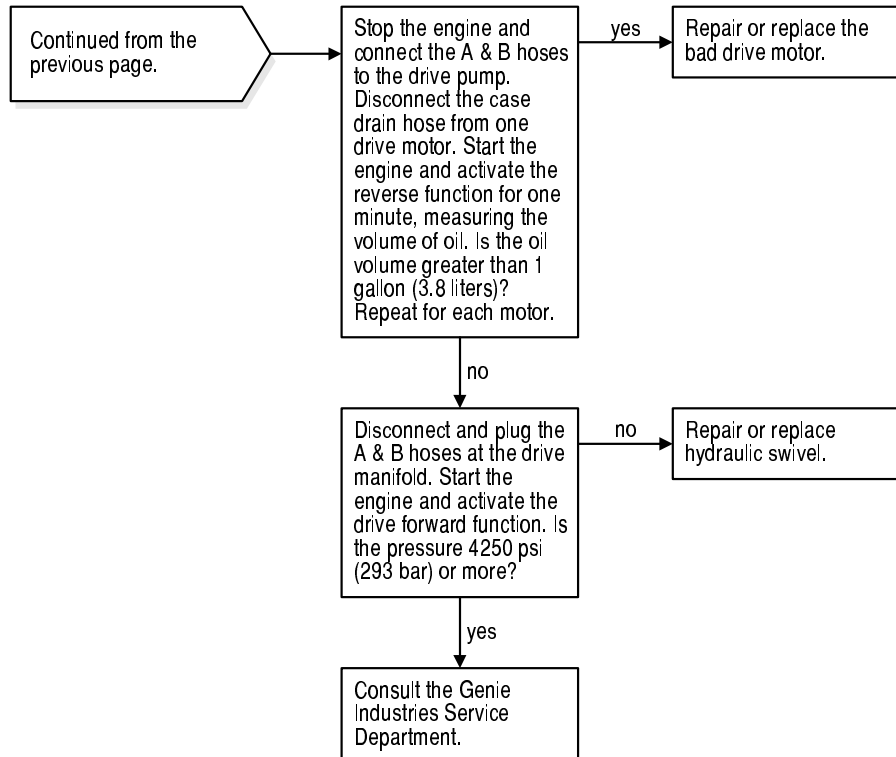 Continued from the
previous page.
Stop the engine and
connect the A & B hoses
to the drive pump.
Disconnect the case
drain hose from one
drive motor. Start the
engine and activate the
reverse function for one
minute, measuring the
volume of oil. Is the oil
volume greater than 1
gallon (3.8 liters)?
Repeat for each motor.
yes
Repair or replace the
bad drive motor.
no
Disconnect and plug the
A & B hoses at the drive
manifold. Start the
engine and activate the
drive forward function. Is
the pressure 4250 psi
(293 bar) or more?
no
Repair or replace
hydraulic swivel.
yes
Consult the Genie
Industries Service
Department.